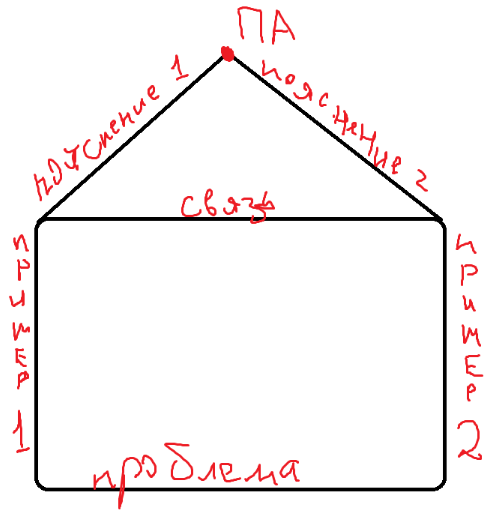 ПА
пояснение 1
пояснение 2
связь
пример 1
пример 2
проблема